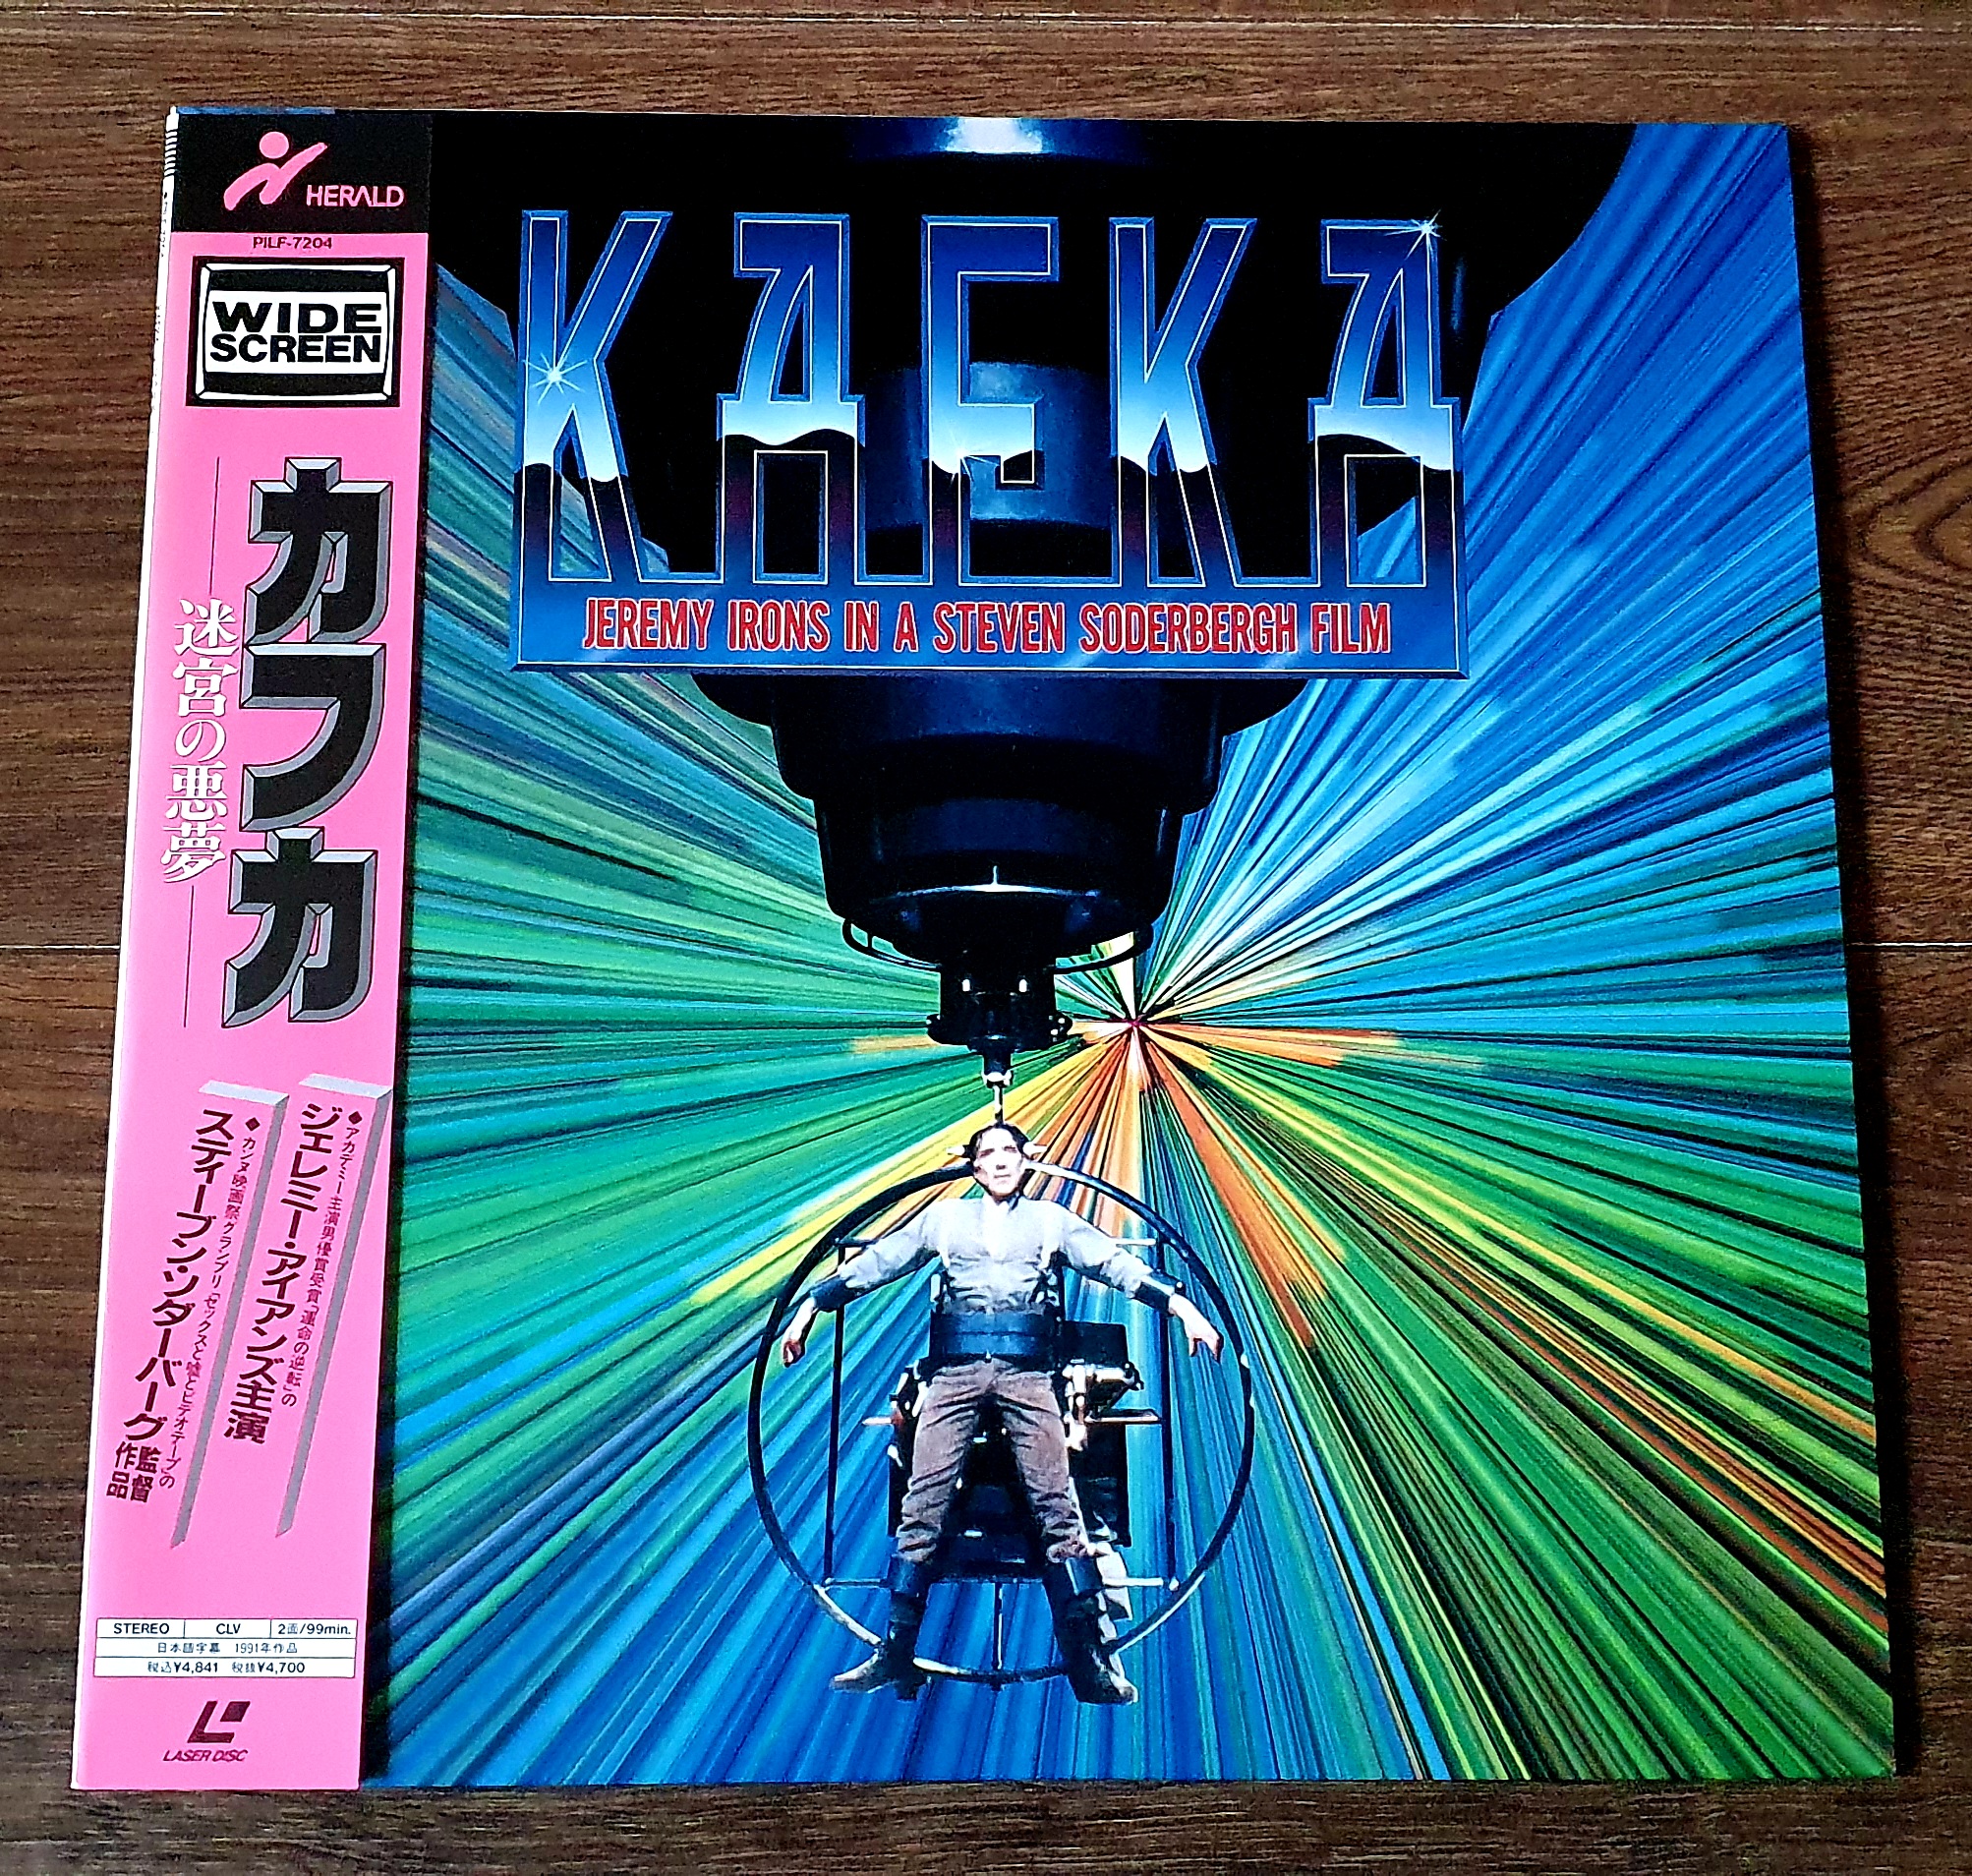 HERALD
PILF-7204
WIDE
SCREEN
カフカ
迷宮の悪夢
◆アカデミー主演男優賞受賞「運命の逆転」の
ジェレミー・アイアンズ主演
◆カンヌ映画祭グランプリ「セックスと嘘とビデオテープ」の
スティーブン・ソダーバーグ監督作品
STEREO CLV 2面/99min.
日本語字幕 1991年作品
税込¥4,841 税抜¥4,700
LASER DISC
KAFKA
JEREMY IRONS IN A STEVEN SODERBERGH FILM